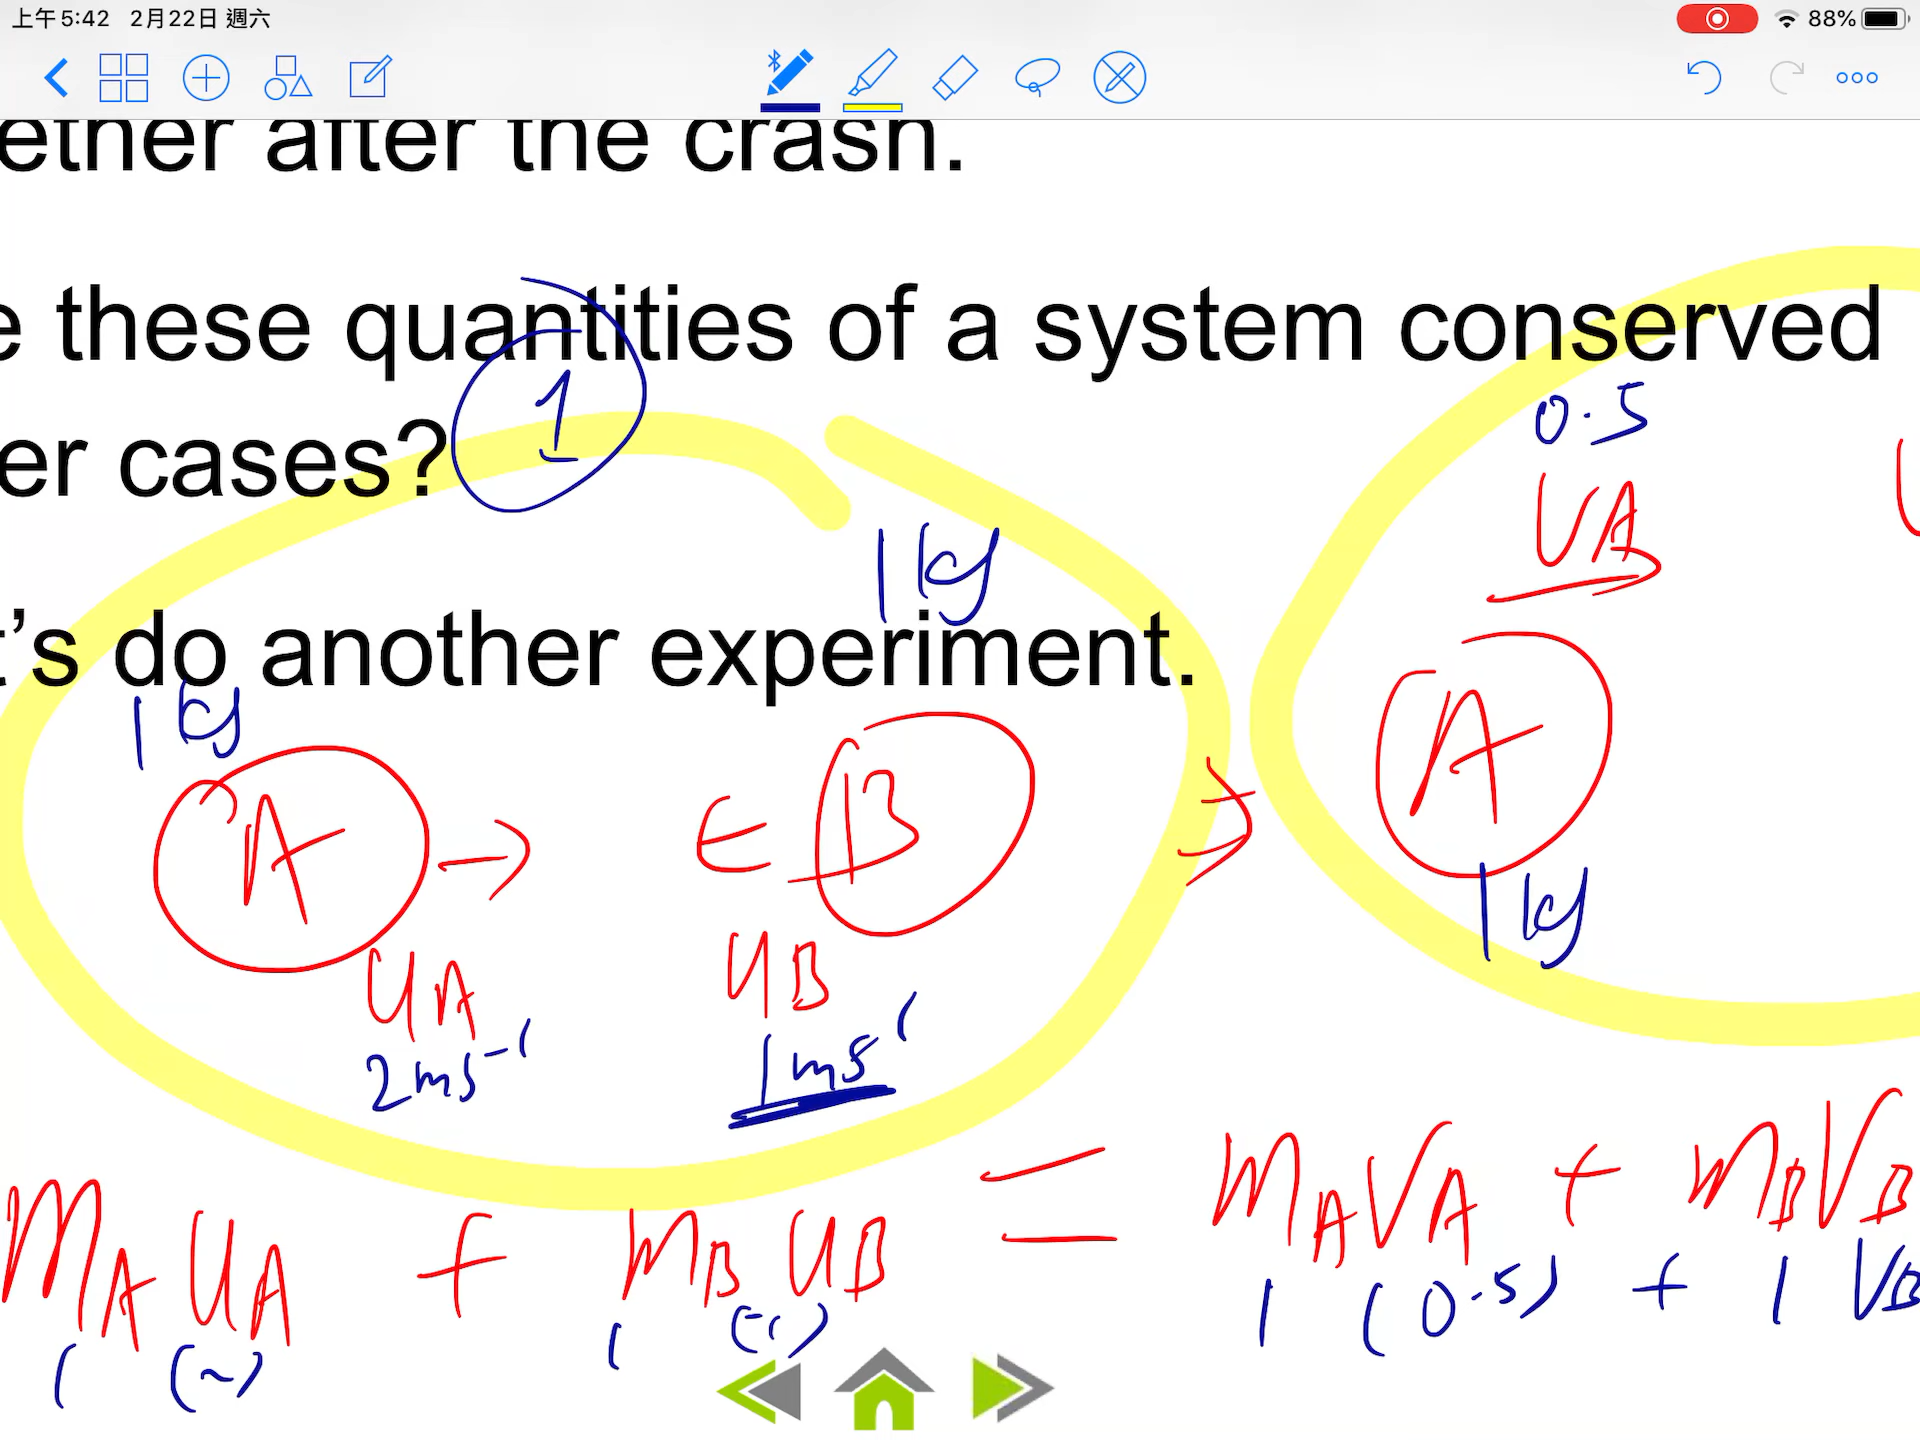 上午5:42 2月22日 週六 88%
ether after the crash.
e these quantities of a system conserved
er cases? 1
0.5
VA
1kg
t's do another experiment.
1kg
A → ← B ⇒ A
1kg
UA UB
2ms⁻¹ 1ms⁻¹
MAUA + MBUB = MAVA + MBVB
1 (2) 1 (-1) 1 (0.5) + 1 VB